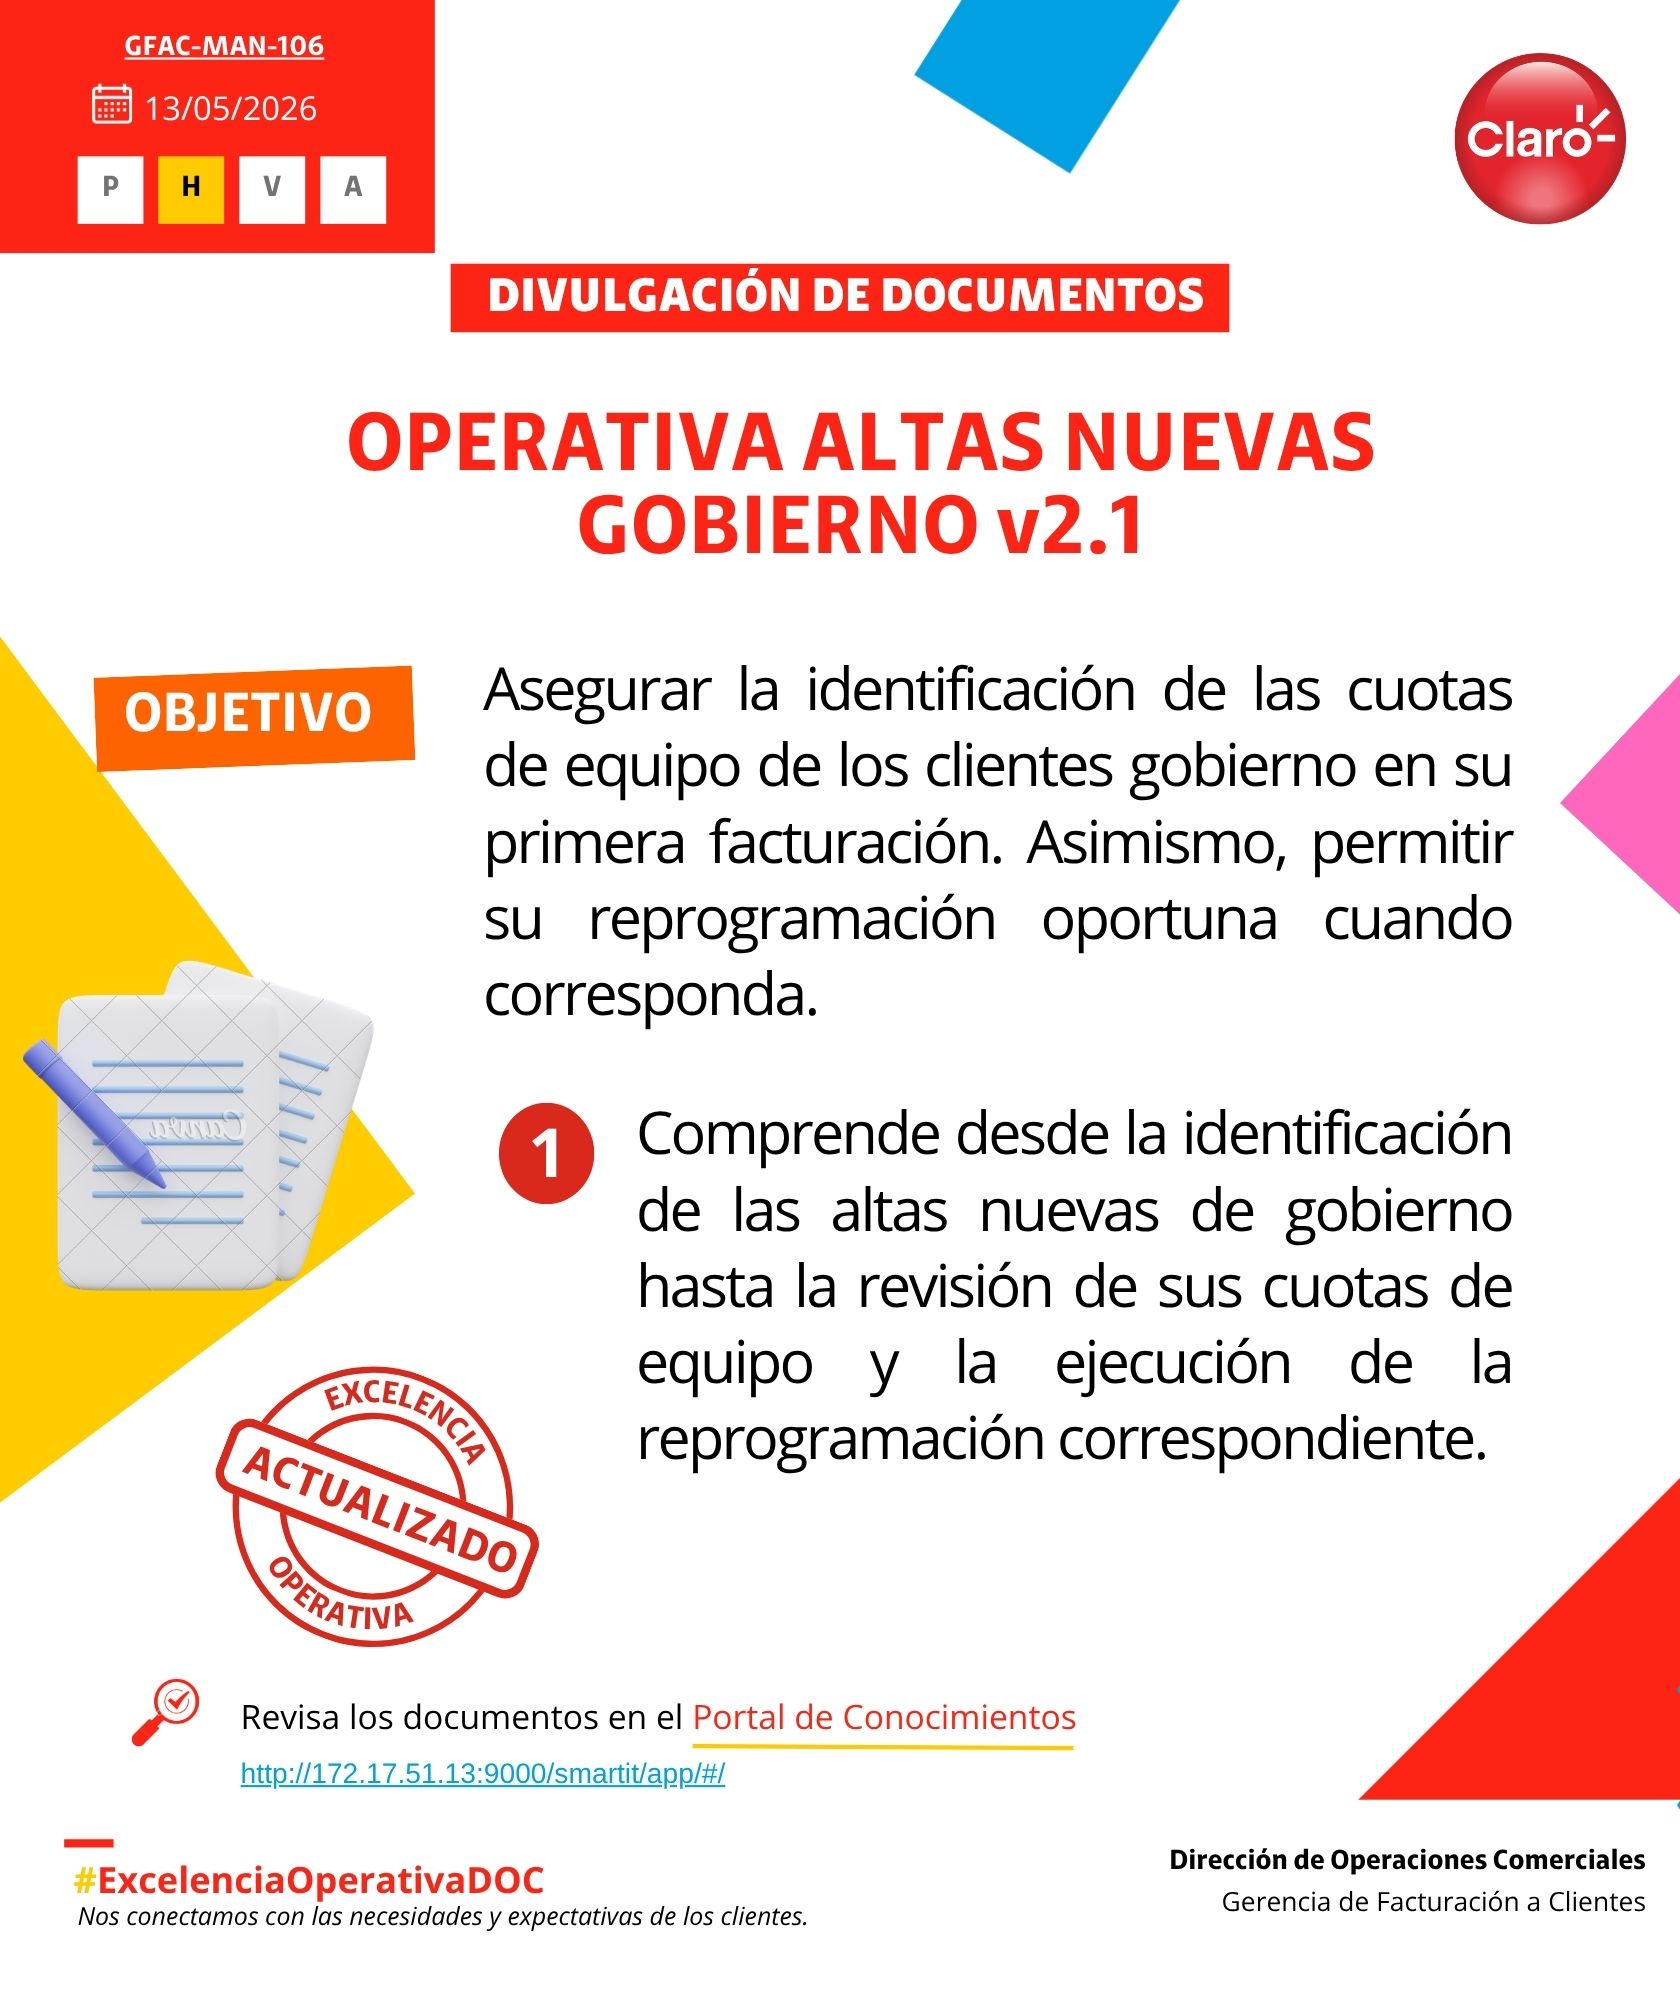 GFAC-MAN-106
13/05/2026
P H V A
Claro
DIVULGACIÓN DE DOCUMENTOS
OPERATIVA ALTAS NUEVAS
GOBIERNO v2.1
OBJETIVO
Asegurar la identificación de las cuotas
de equipo de los clientes gobierno en su
primera facturación. Asimismo, permitir
su reprogramación oportuna cuando
corresponda.
Canva
1
Comprende desde la identificación
de las altas nuevas de gobierno
hasta la revisión de sus cuotas de
equipo y la ejecución de la
reprogramación correspondiente.
EXCELENCIA
ACTUALIZADO
OPERATIVA
Revisa los documentos en el Portal de Conocimientos
http://172.17.51.13:9000/smartit/app/#/
#ExcelenciaOperativaDOC
Nos conectamos con las necesidades y expectativas de los clientes.
Dirección de Operaciones Comerciales
Gerencia de Facturación a Clientes